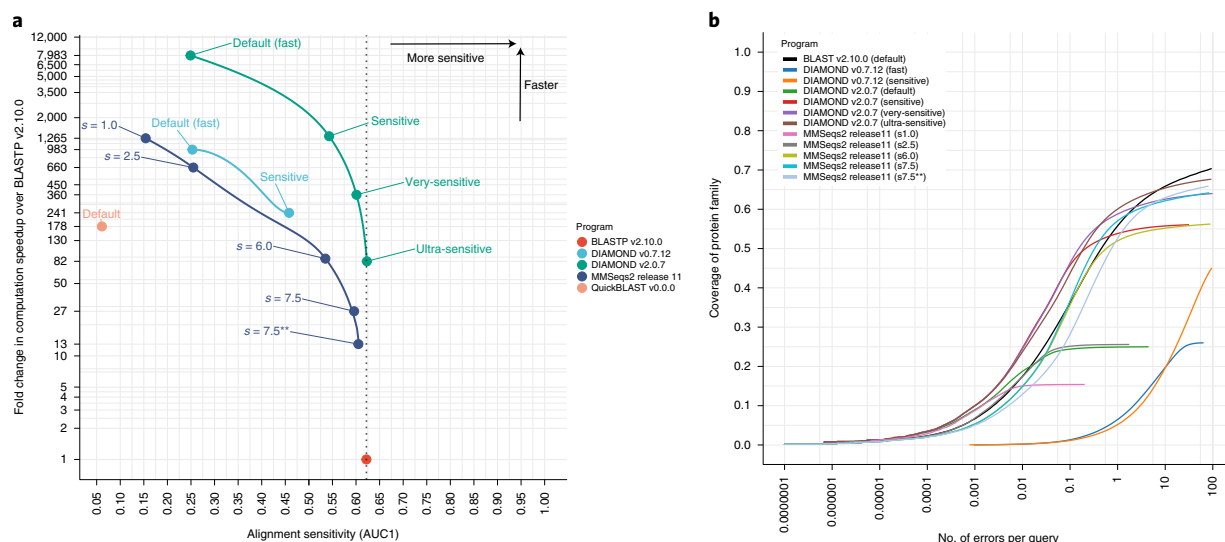 a
12,000
7,983
6,500
5,000
3,500
2,000
1,265
983
660
450
360
241
178
130
82
50
27
13
10
5
4
3
2
1
Fold change in computation speedup over BLASTP v2.10.0
Default (fast)
More sensitive
Faster
s = 1.0
Default (fast)
Sensitive
s = 2.5
Sensitive
Very-sensitive
Default
s = 6.0
Ultra-sensitive
s = 7.5
s = 7.5**
0.05
0.10
0.15
0.20
0.25
0.30
0.35
0.40
0.45
0.50
0.55
0.60
0.65
0.70
0.75
0.80
0.85
0.90
0.95
1.00
Alignment sensitivity (AUC1)
Program
BLASTP v2.10.0
DIAMOND v0.7.12
DIAMOND v2.0.7
MMSeqs2 release 11
QuickBLAST v0.0.0
b
1.0
0.9
0.8
0.7
0.6
0.5
0.4
0.3
0.2
0.1
0.0
Coverage of protein family
Program
BLAST v2.10.0 (default)
DIAMOND v0.7.12 (fast)
DIAMOND v0.7.12 (sensitive)
DIAMOND v2.0.7 (default)
DIAMOND v2.0.7 (sensitive)
DIAMOND v2.0.7 (very-sensitive)
DIAMOND v2.0.7 (ultra-sensitive)
MMSeqs2 release11 (s1.0)
MMSeqs2 release11 (s2.5)
MMSeqs2 release11 (s6.0)
MMSeqs2 release11 (s7.5)
MMSeqs2 release11 (s7.5**)
0.0000001
0.000001
0.00001
0.0001
0.001
0.01
0.1
1
10
100
No. of errors per query